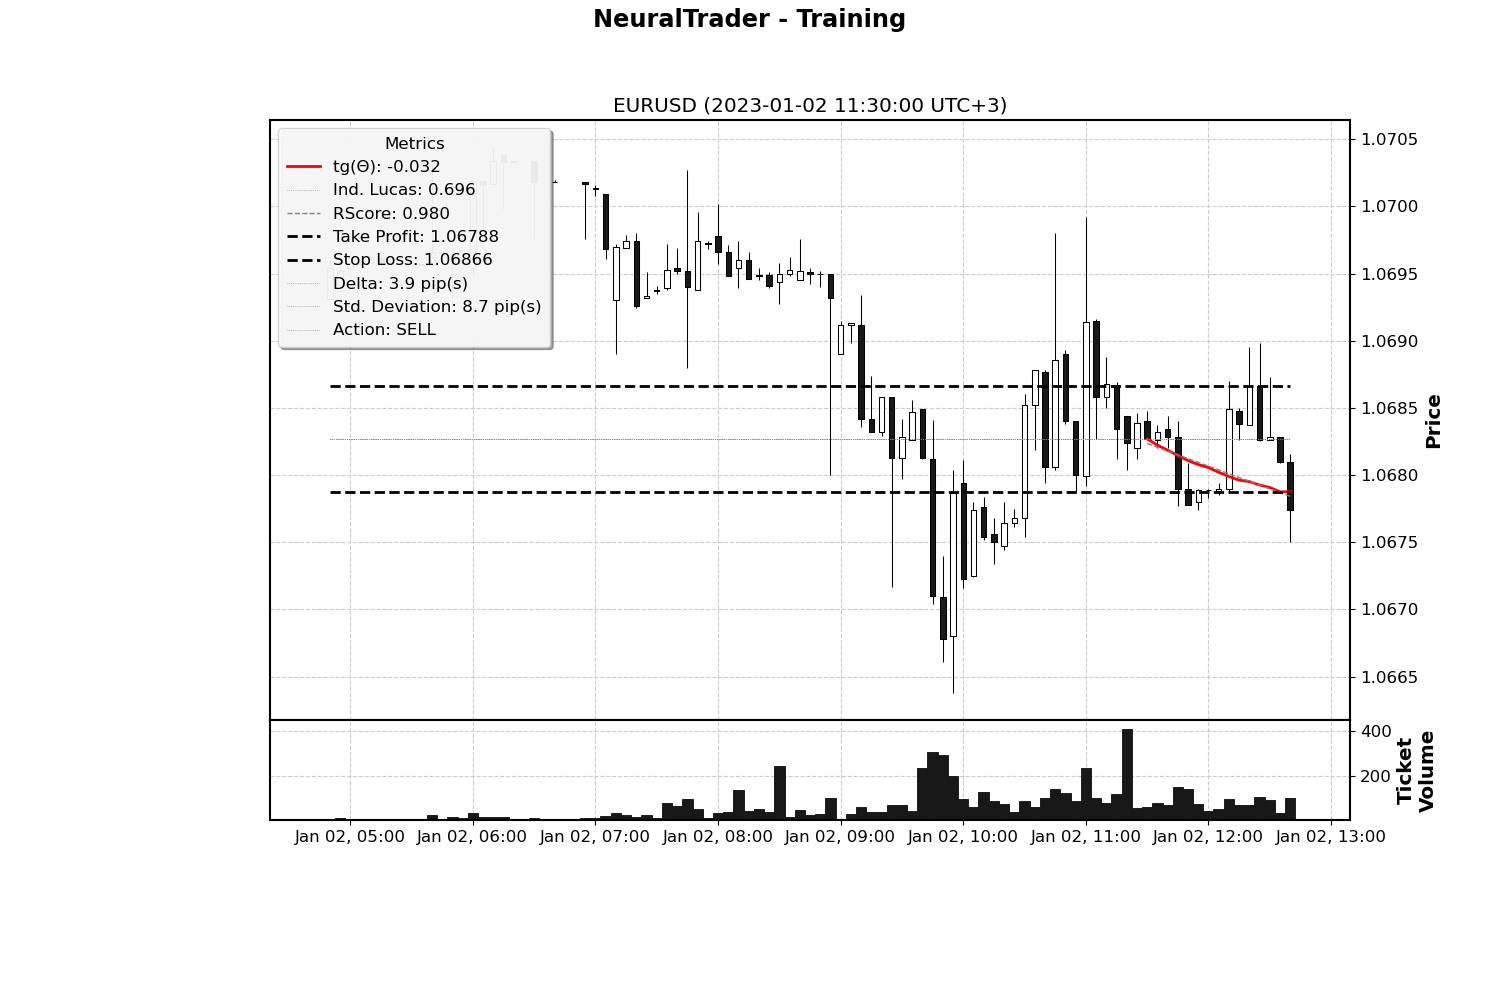 NeuralTrader - Training
EURUSD (2023-01-02 11:30:00 UTC+3)
Metrics
tg(Θ): -0.032
Ind. Lucas: 0.696
RScore: 0.980
Take Profit: 1.06788
Stop Loss: 1.06866
Delta: 3.9 pip(s)
Std. Deviation: 8.7 pip(s)
Action: SELL
1.0705
1.0700
1.0695
1.0690
1.0685
1.0680
1.0675
1.0670
1.0665
Price
400
200
Ticket
Volume
Jan 02, 05:00
Jan 02, 06:00
Jan 02, 07:00
Jan 02, 08:00
Jan 02, 09:00
Jan 02, 10:00
Jan 02, 11:00
Jan 02, 12:00
Jan 02, 13:00